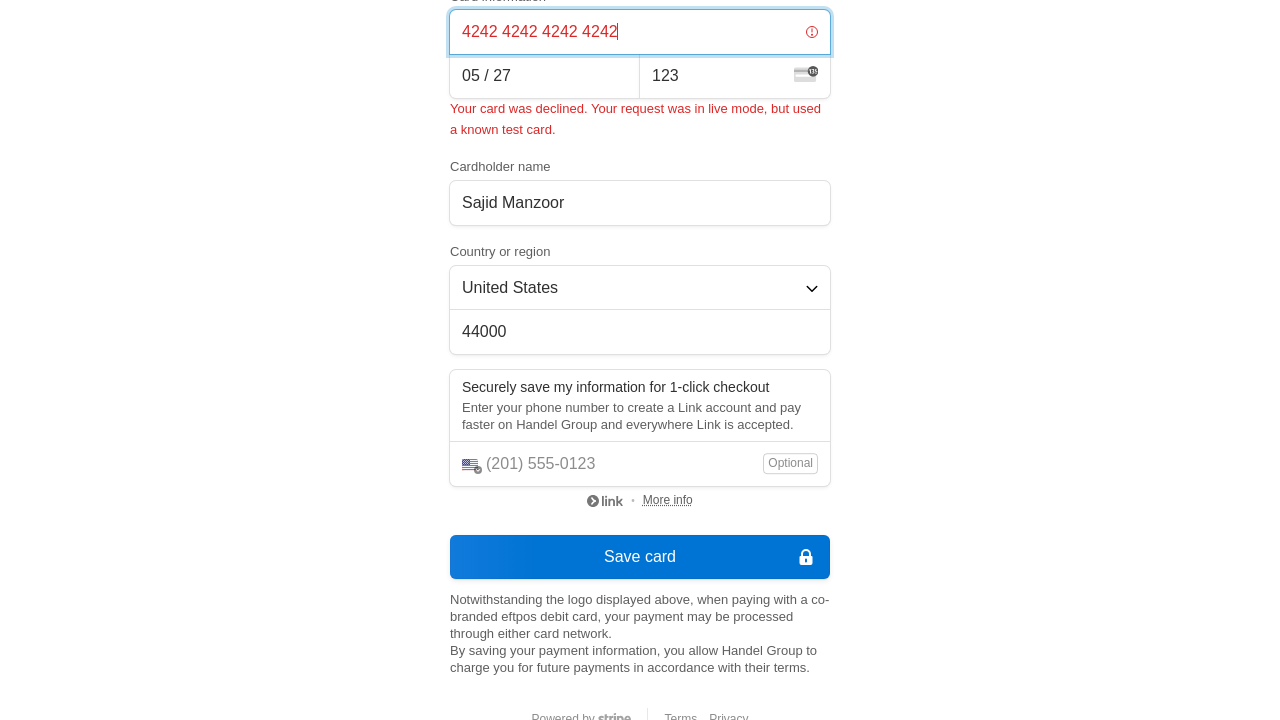 4242 4242 4242 4242
05 / 27
123
Your card was declined. Your request was in live mode, but used
a known test card.
Cardholder name
Sajid Manzoor
Country or region
United States
44000
Securely save my information for 1-click checkout
Enter your phone number to create a Link account and pay
faster on Handel Group and everywhere Link is accepted.
(201) 555-0123
Optional
link • More info
Save card
Notwithstanding the logo displayed above, when paying with a co-
branded eftpos debit card, your payment may be processed
through either card network.
By saving your payment information, you allow Handel Group to
charge you for future payments in accordance with their terms.
Powered by stripe
Terms Privacy